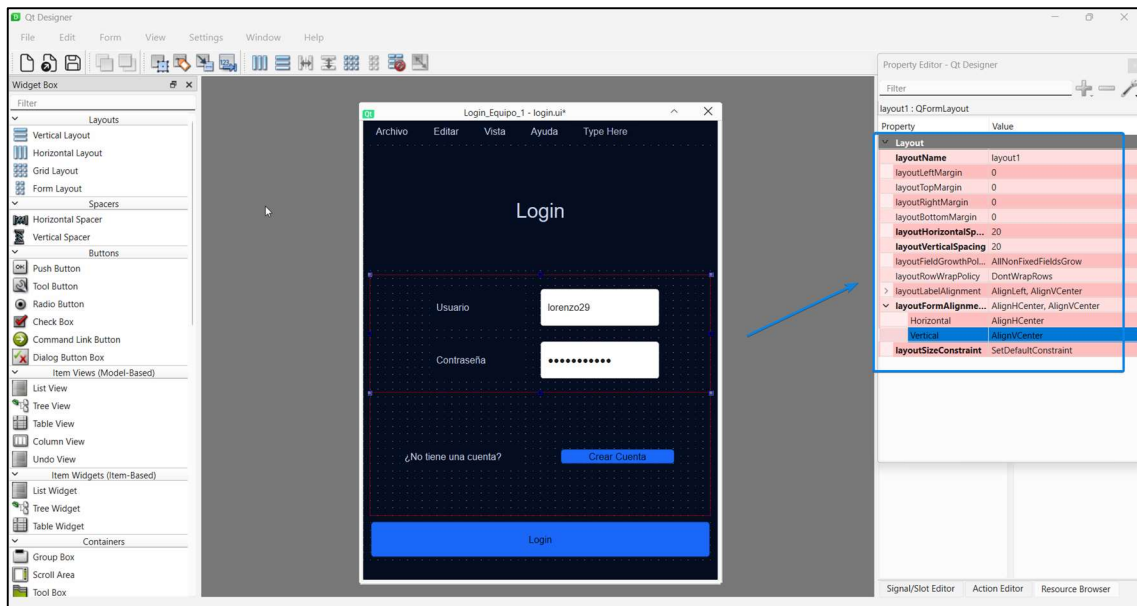 Qt Designer
File Edit Form View Settings Window Help
Widget Box
Filter
Layouts
Vertical Layout
Horizontal Layout
Grid Layout
Form Layout
Spacers
Horizontal Spacer
Vertical Spacer
Buttons
OK Push Button
Tool Button
Radio Button
Check Box
Command Link Button
Dialog Button Box
Item Views (Model-Based)
List View
Tree View
Table View
Column View
Undo View
Item Widgets (Item-Based)
List Widget
Tree Widget
Table Widget
Containers
Group Box
Scroll Area
Tool Box
Qt Login_Equipo_1 - login.ui*
Archivo Editar Vista Ayuda Type Here
Login
Usuario lorenzo29
Contraseña •••••••••••
¿No tiene una cuenta? Crear Cuenta
Login
Property Editor - Qt Designer
Filter
layout1 : QFormLayout
Property Value
Layout
layoutName layout1
layoutLeftMargin 0
layoutTopMargin 0
layoutRightMargin 0
layoutBottomMargin 0
layoutHorizontalSp... 20
layoutVerticalSpacing 20
layoutFieldGrowthPol... AllNonFixedFieldsGrow
layoutRowWrapPolicy DontWrapRows
layoutLabelAlignment AlignLeft, AlignVCenter
layoutFormAlignme... AlignHCenter, AlignVCenter
Horizontal AlignHCenter
Vertical AlignVCenter
layoutSizeConstraint SetDefaultConstraint
Signal/Slot Editor Action Editor Resource Browser